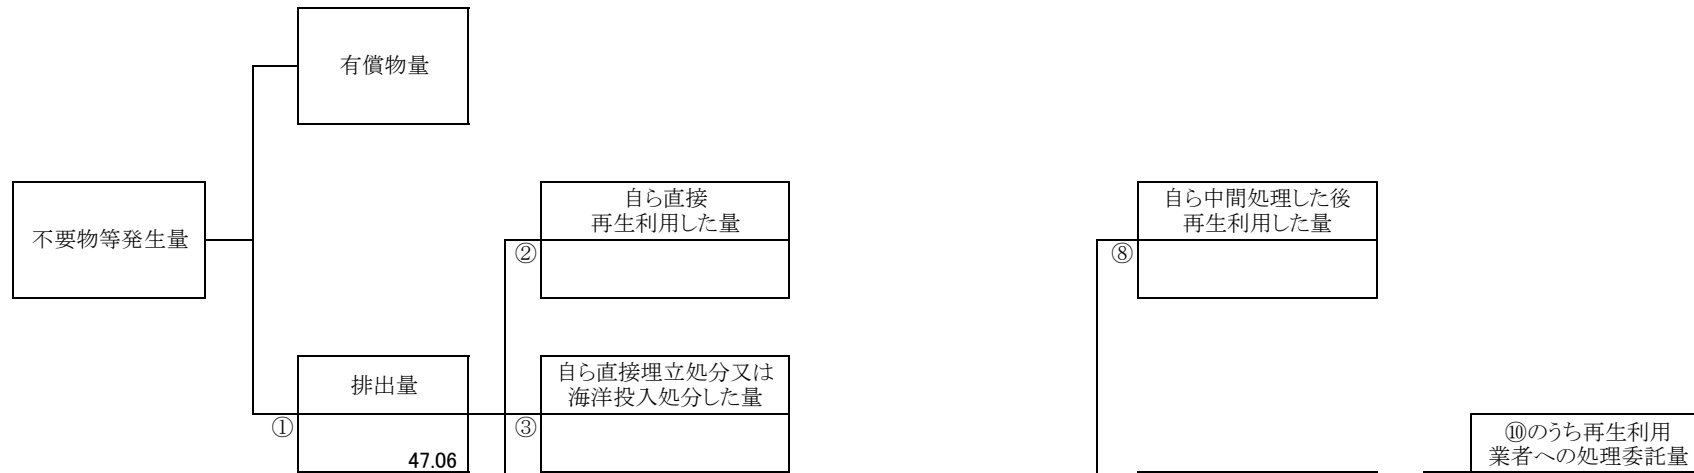 有償物量
不要物等発生量
自ら直接
再生利用した量
②
自ら中間処理した後
再生利用した量
⑧
排出量
①
47.06
自ら直接埋立処分又は
海洋投入処分した量
③
⑩のうち再生利用
業者への処理委託量